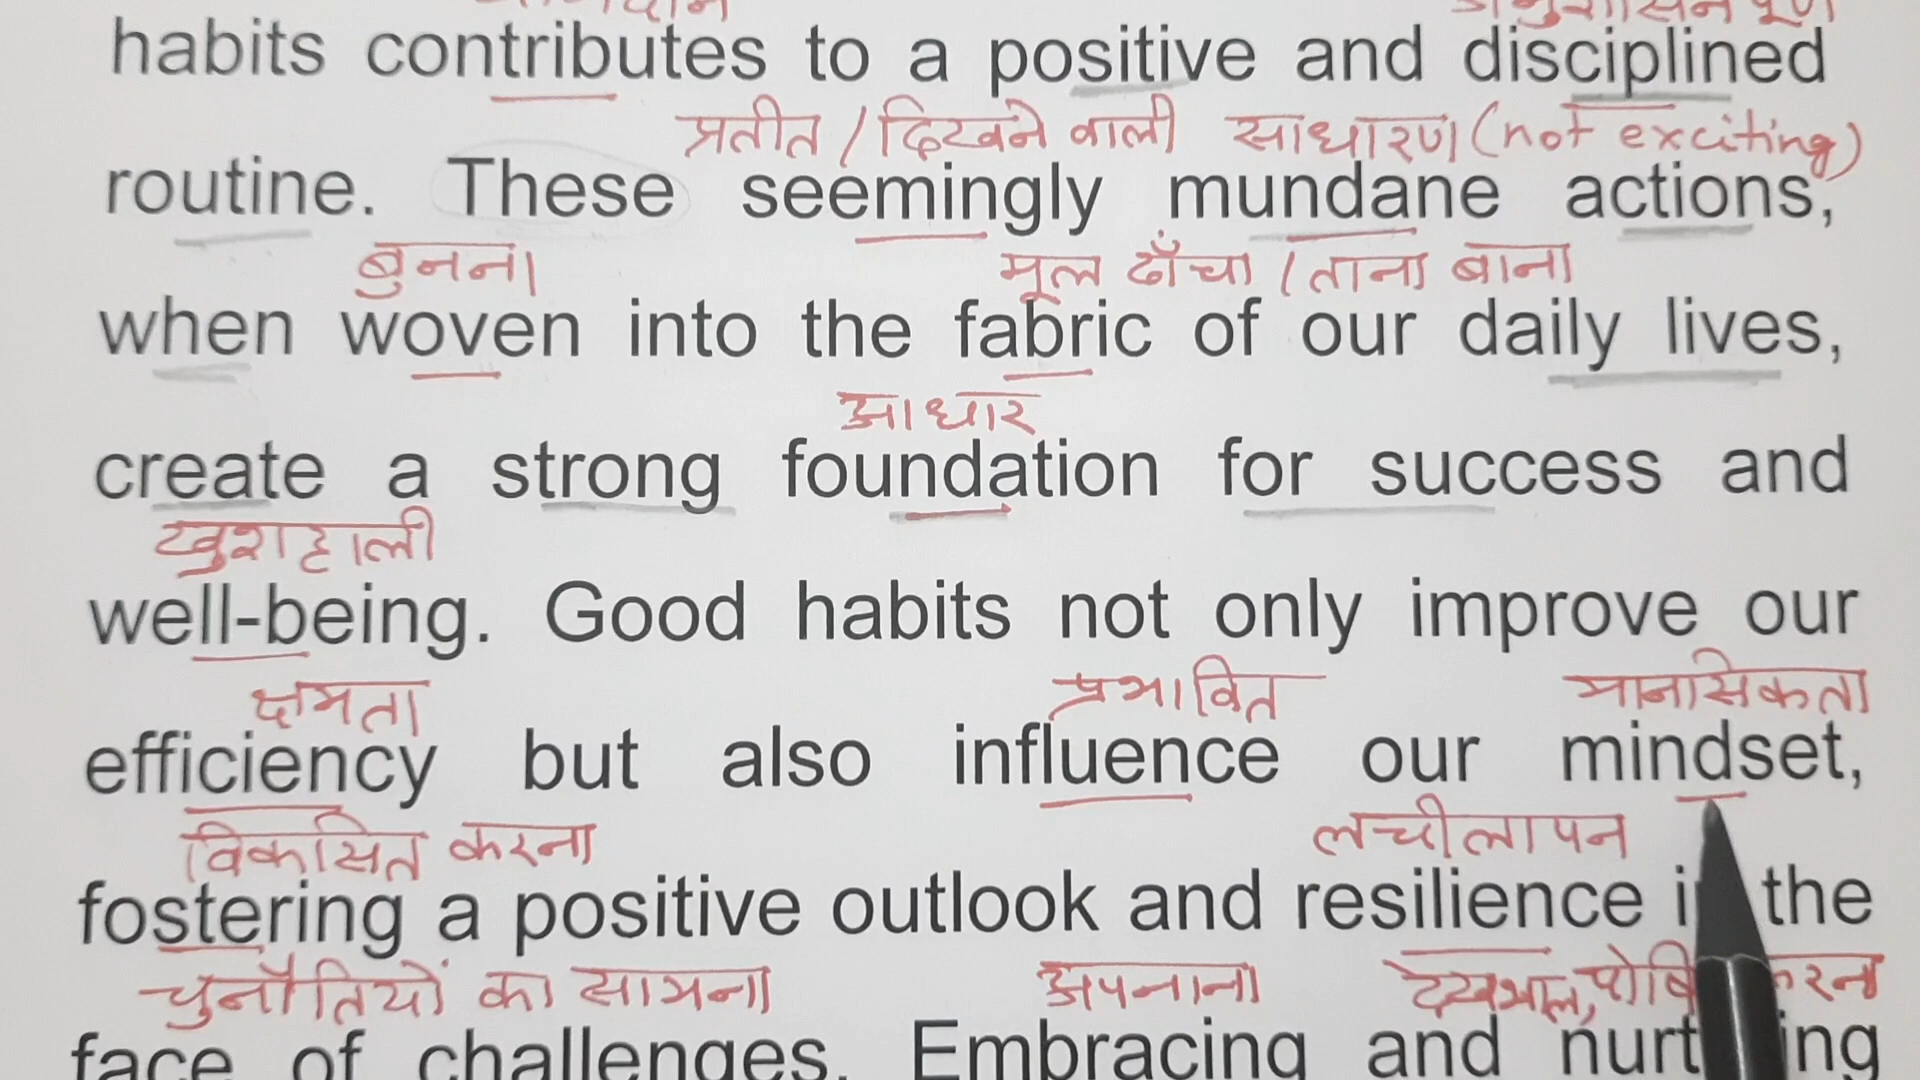 habits contributes to a positive and disciplined
प्रतीत / दिखने वाली साधारण (not exciting)
routine. These seemingly mundane actions,
बुनना मूल ढाँचा / ताना बाना
when woven into the fabric of our daily lives,
आधार
create a strong foundation for success and
खुशहाली
well-being. Good habits not only improve our
क्षमता प्रभावित मानसिकता
efficiency but also influence our mindset,
विकसित करना लचीलापन
fostering a positive outlook and resilience the
चुनौतियों का सामना अपनाना देखभाल,
face of challenges. Embracing and